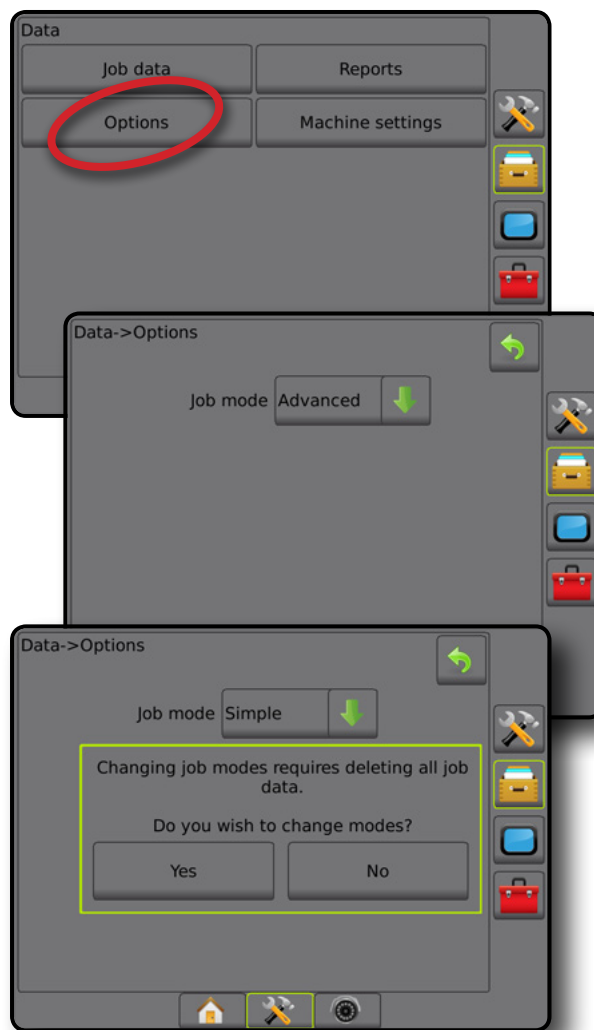 Data
Job data Reports
Options Machine settings
Data->Options
Job mode Advanced
Data->Options
Job mode Simple
Changing job modes requires deleting all job
data.
Do you wish to change modes?
Yes No